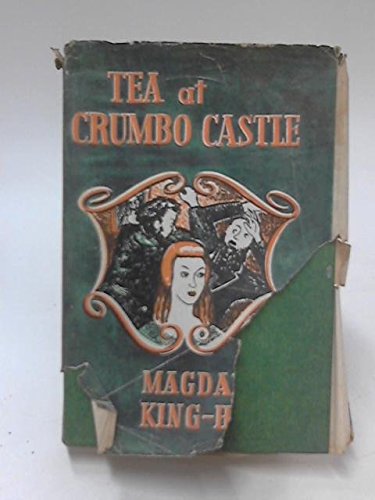 TEA at
CRUMBO CASTLE
MAGDA
KING-H